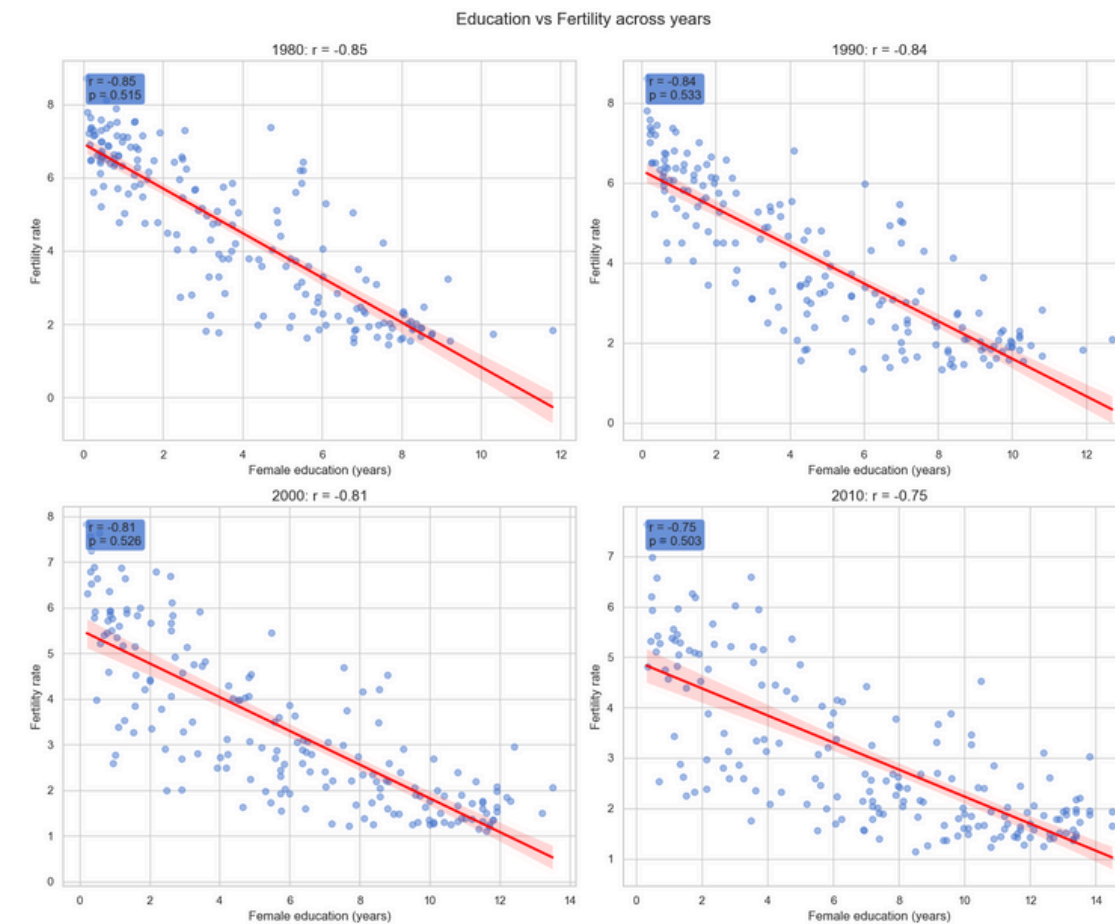 Education vs Fertility across years
1980: r = -0.85
r = -0.85
p = 0.515
8
6
4
2
0
Fertility rate
0 2 4 6 8 10 12
Female education (years)
1990: r = -0.84
r = -0.84
p = 0.533
8
6
4
2
0
Fertility rate
0 2 4 6 8 10 12
Female education (years)
2000: r = -0.81
r = -0.81
p = 0.526
8
7
6
5
4
3
2
1
0
Fertility rate
0 2 4 6 8 10 12 14
Female education (years)
2010: r = -0.75
r = -0.75
p = 0.503
7
6
5
4
3
2
1
Fertility rate
0 2 4 6 8 10 12 14
Female education (years)